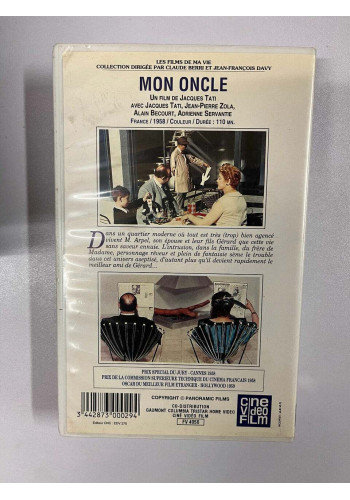 LES FILMS DE MA VIE
COLLECTION DIRIGÉE PAR CLAUDE BERRI ET JEAN-FRANÇOIS DAVY
MON ONCLE
UN FILM DE JACQUES TATI
AVEC JACQUES TATI, JEAN-PIERRE ZOLA,
ALAIN BECOURT, ADRIENNE SERVANTIE
FRANCE / 1958 / COULEUR / DURÉE : 110 MN.
Dans un quartier moderne où tout est très (trop) bien agencé
vivent M. Arpel, son épouse et leur fils Gérard que cette vie
sans saveur ennuie. L'intrusion, dans la famille, du frère de
Madame, personnage rêveur et plein de fantaisie sème le trouble
dans cet univers aseptisé, d'autant plus qu'il devient rapidement le
meilleur ami de Gérard...
PRIX SPECIAL DU JURY - CANNES 1958
PRIX DE LA COMMISSION SUPERIEURE TECHNIQUE DU CINEMA FRANCAIS 1958
OSCAR DU MEILLEUR FILM ETRANGER - HOLLYWOOD 1958
COPYRIGHT © PANORAMIC FILMS
CO-DISTRIBUTION
GAUMONT COLUMBIA TRISTAR HOME VIDEO
CINE VIDEO FILM
FV 4055
3 442873 000294
ciné
VIDEO
FILM